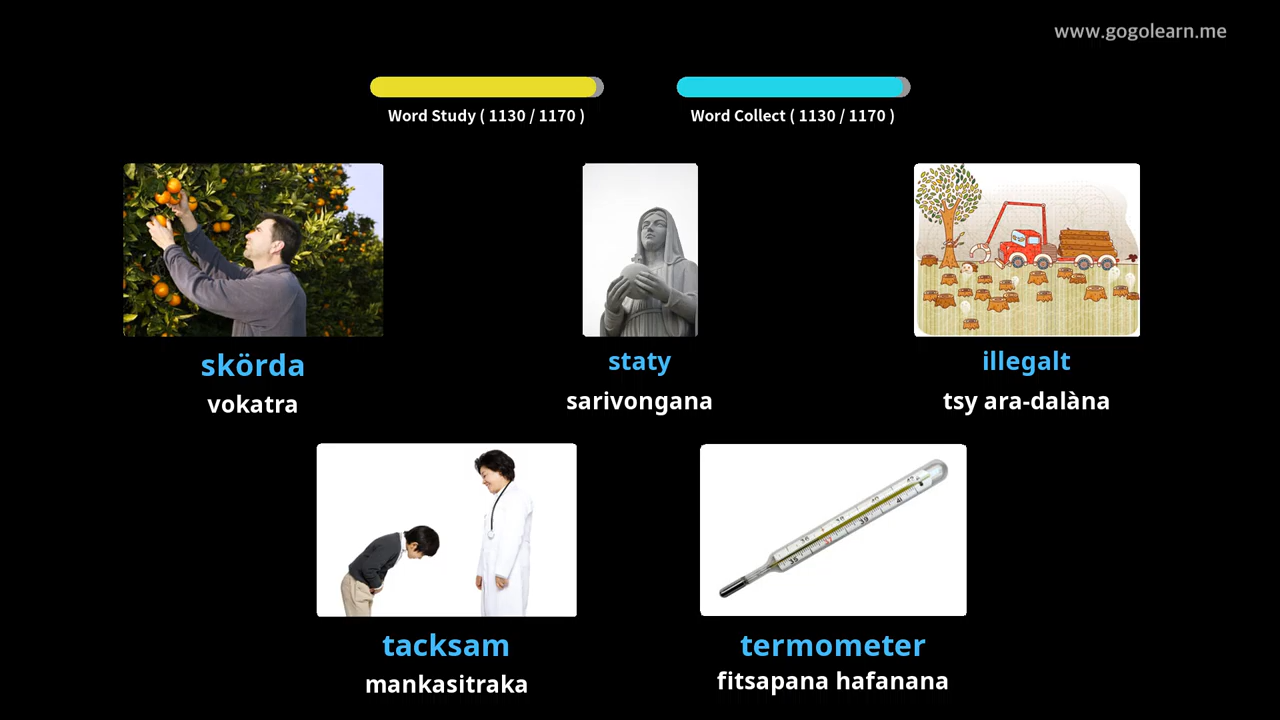 www.gogolearn.me
Word Study ( 1130 / 1170 )
Word Collect ( 1130 / 1170 )
skörda
vokatra
staty
sarivongana
illegalt
tsy ara-dalàna
tacksam
mankasitraka
termometer
fitsapana hafanana